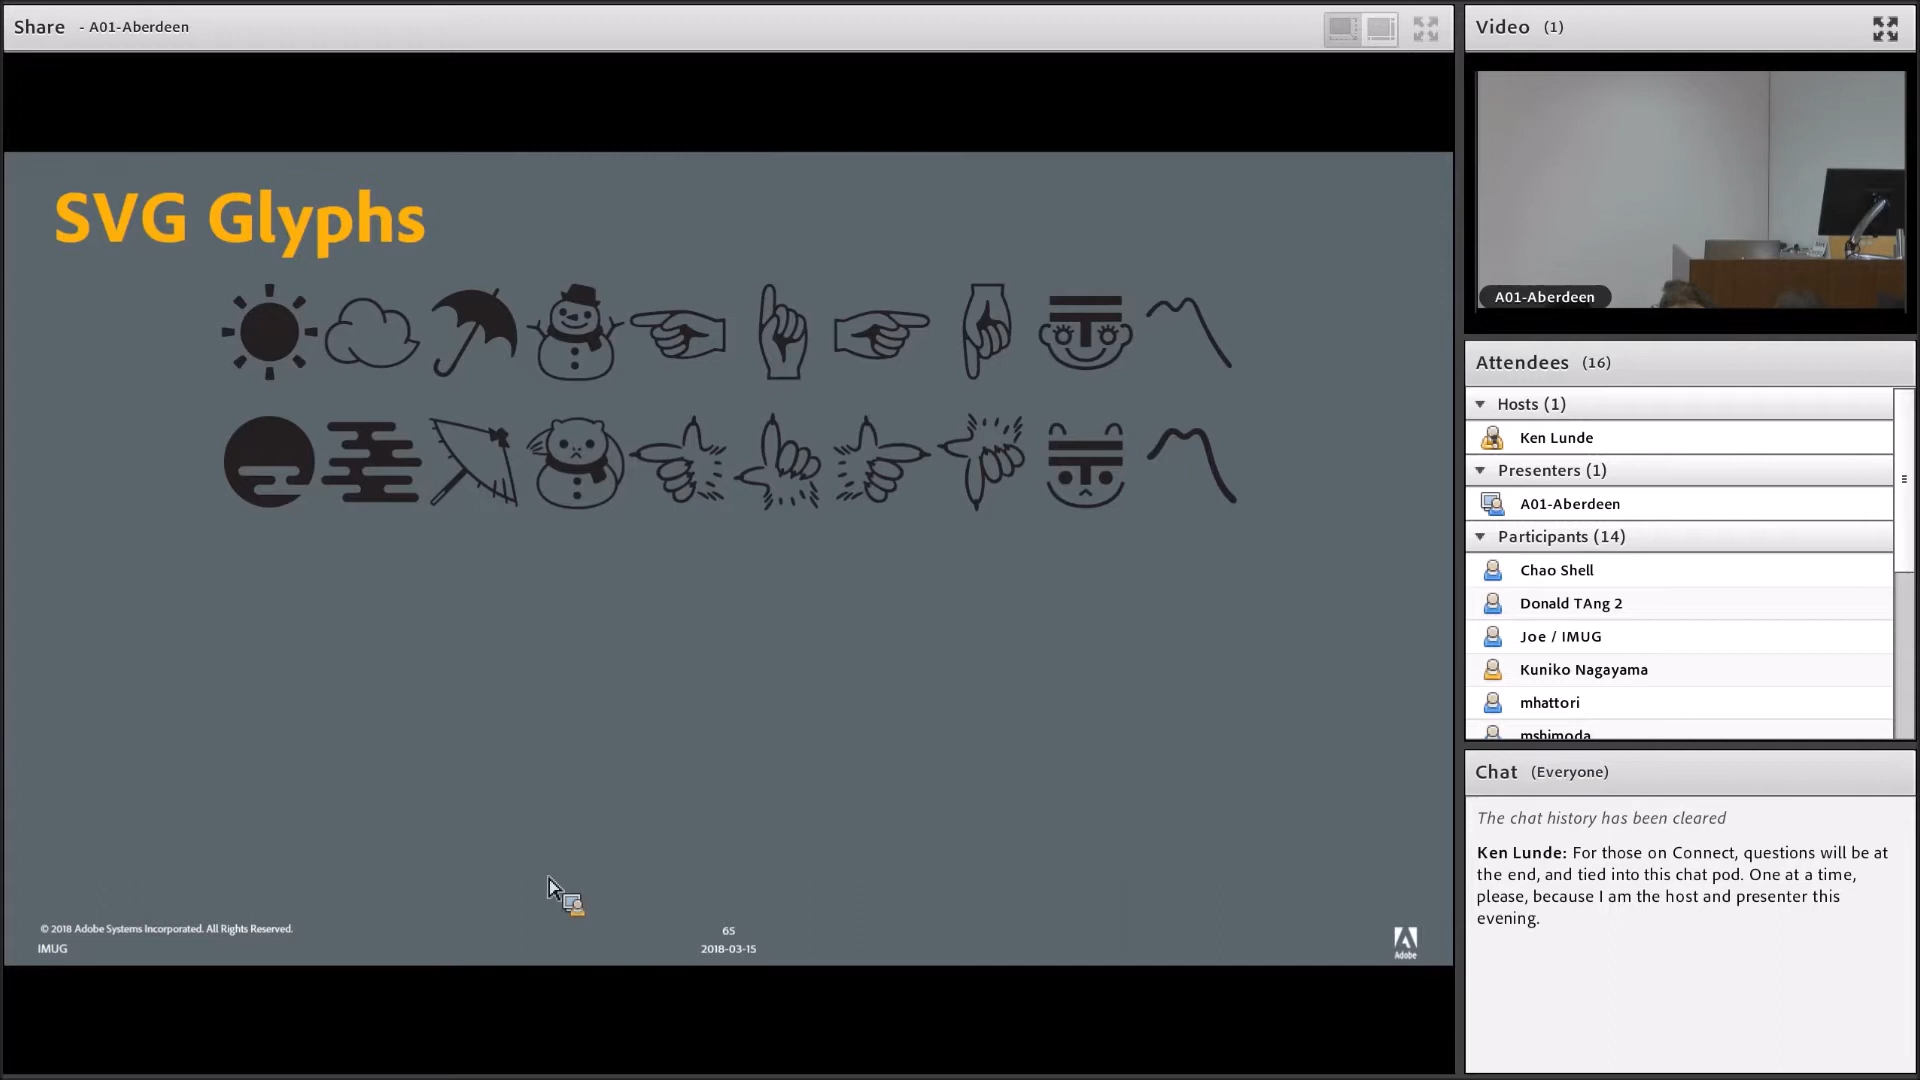 Share - A01-Aberdeen
SVG Glyphs
© 2018 Adobe Systems Incorporated. All Rights Reserved.
IMUG
65
2018-03-15
Adobe
Video (1)
A01-Aberdeen
Attendees (16)
Hosts (1)
Ken Lunde
Presenters (1)
A01-Aberdeen
Participants (14)
Chao Shell
Donald TAng 2
Joe / IMUG
Kuniko Nagayama
mhattori
mshimoda
Chat (Everyone)
The chat history has been cleared
Ken Lunde: For those on Connect, questions will be at
the end, and tied into this chat pod. One at a time,
please, because I am the host and presenter this
evening.